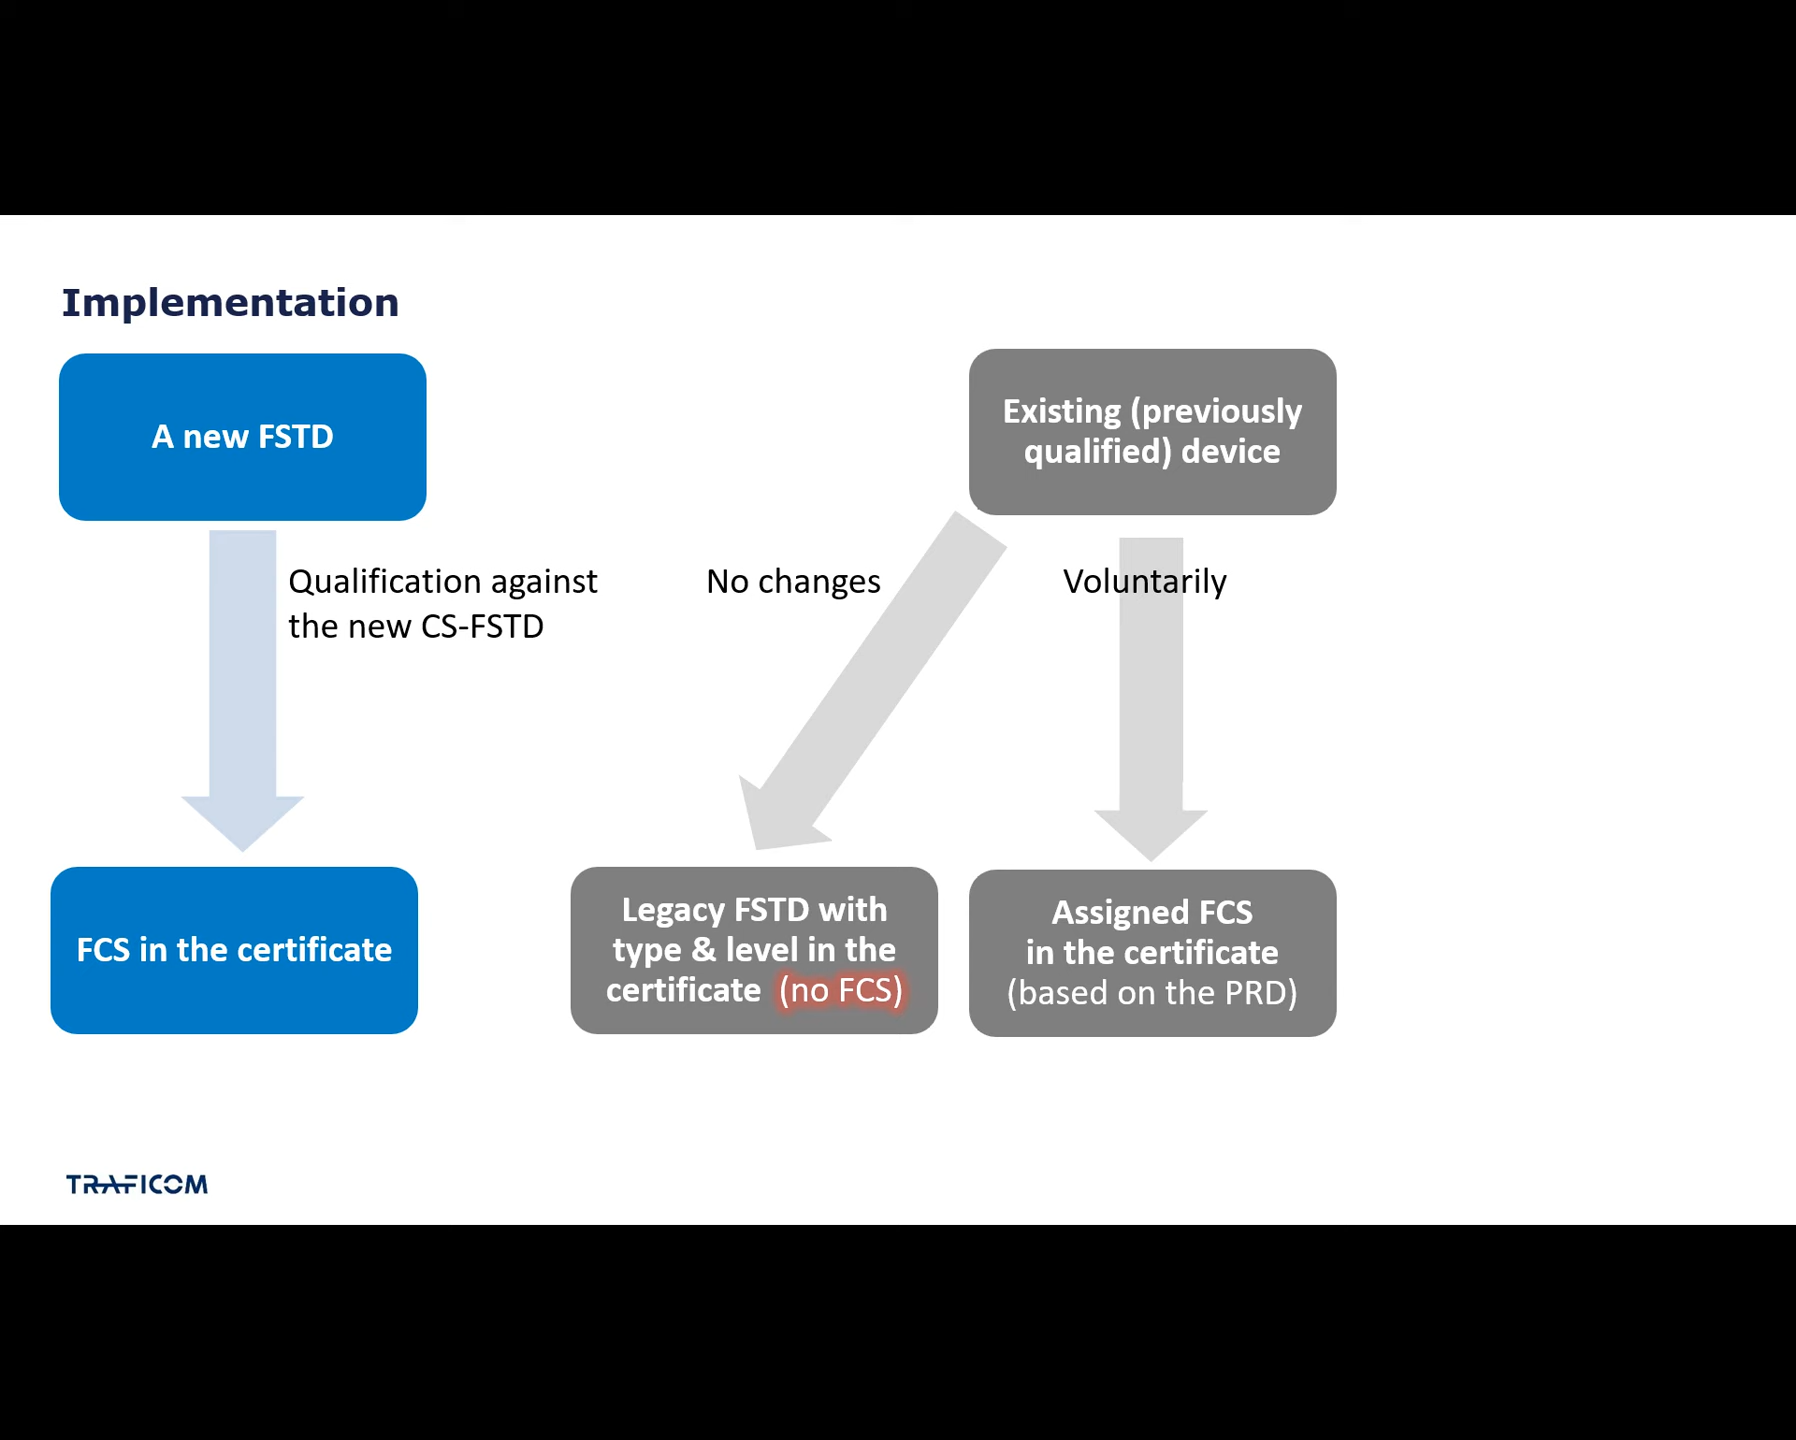 Implementation
A new FSTD
Existing (previously
qualified) device
Qualification against
the new CS-FSTD
No changes
Voluntarily
FCS in the certificate
Legacy FSTD with
type & level in the
certificate (no FCS)
Assigned FCS
in the certificate
(based on the PRD)
TRAFICOM